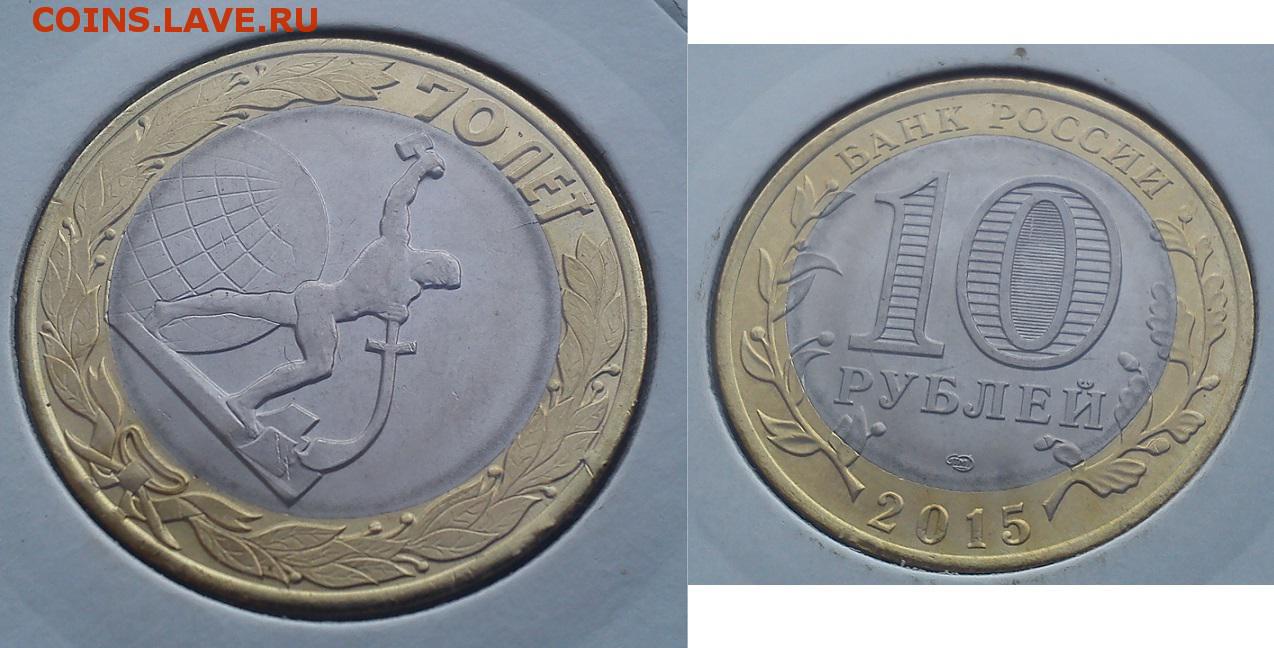 COINS.LAVE.RU
70 ЛЕТ
БАНК РОССИИ
10
РУБЛЕЙ
2015